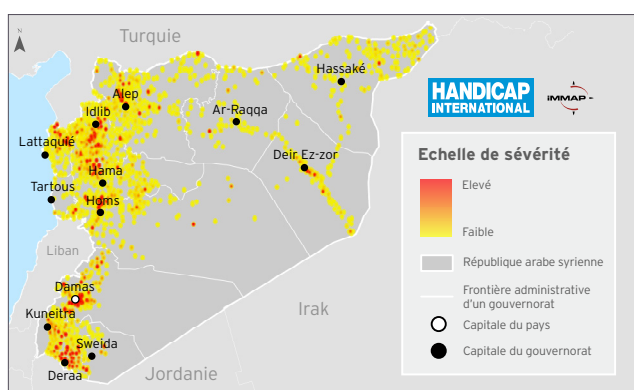 N
Turquie
Hassaké
Alep
Idlib
Ar-Raqqa
Lattaquié
Deir Ez-zor
Hama
Tartous
Homs
Liban
Damas
Irak
Kuneitra
Sweida
Deraa
Jordanie
HANDICAP
INTERNATIONAL
iMMAP
Echelle de sévérité
Elevé
Faible
République arabe syrienne
Frontière administrative
d'un gouvernorat
Capitale du pays
Capitale du gouvernorat